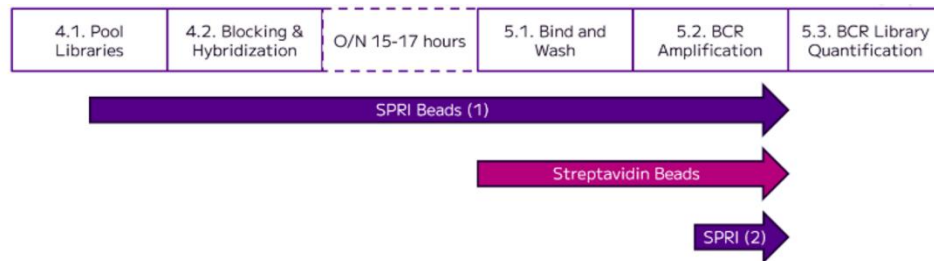 4.1. Pool
Libraries
4.2. Blocking &
Hybridization
O/N 15-17 hours
5.1. Bind and
Wash
5.2. BCR
Amplification
5.3. BCR Library
Quantification
SPRI Beads (1)
Streptavidin Beads
SPRI (2)